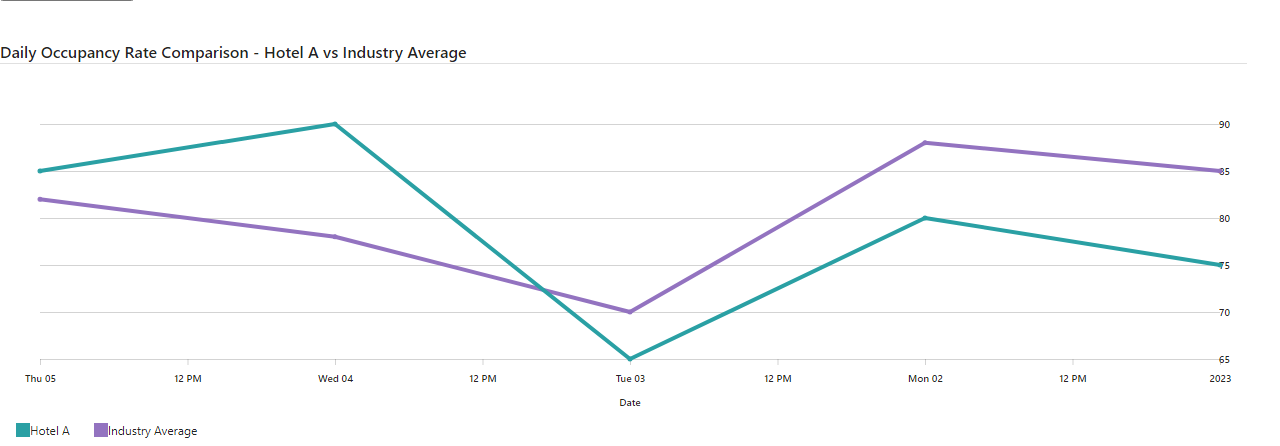 Daily Occupancy Rate Comparison - Hotel A vs Industry Average
90
85
80
75
70
65
Thu 05 12 PM Wed 04 12 PM Tue 03 12 PM Mon 02 12 PM 2023
Date
Hotel A Industry Average